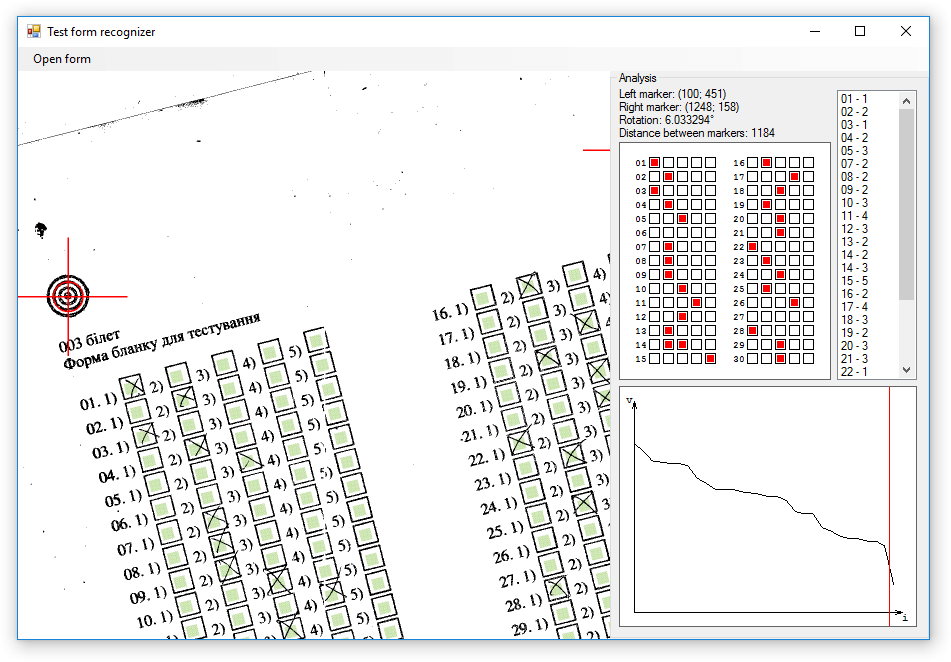 Test form recognizer
Open form
003 білет
Форма бланку для тестування
01. 1) 2) 3) 4) 5)
02. 1) 2) 3) 4) 5)
03. 1) 2) 3) 4) 5)
04. 1) 2) 3) 4) 5)
05. 1) 2) 3) 4) 5)
06. 1) 2) 3) 4) 5)
07. 1) 2) 3) 4) 5)
08. 1) 2) 3) 4) 5)
09. 1) 2) 3) 4) 5)
10. 1) 2) 3) 4) 5)
16. 1) 2) 3) 4)
17. 1) 2) 3) 4)
18. 1) 2) 3)
19. 1) 2) 3)
20. 1) 2) 3)
21. 1) 2) 3)
22. 1) 2) 3)
23. 1) 2) 3)
24. 1) 2) 3)
25. 1) 2) 3)
26. 1) 2)
27. 1) 2)
28. 1) 2)
29. 1) 2)
Analysis
Left marker: (100; 451)
Right marker: (1248; 158)
Rotation: 6.033294°
Distance between markers: 1184
01 16
02 17
03 18
04 19
05 20
06 21
07 22
08 23
09 24
10 25
11 26
12 27
13 28
14 29
15 30
01 - 1
02 - 2
03 - 1
04 - 2
05 - 3
07 - 2
08 - 2
09 - 2
10 - 3
11 - 4
12 - 3
13 - 2
14 - 2
14 - 3
15 - 5
16 - 2
17 - 4
18 - 3
19 - 2
20 - 3
21 - 3
22 - 1
v
i